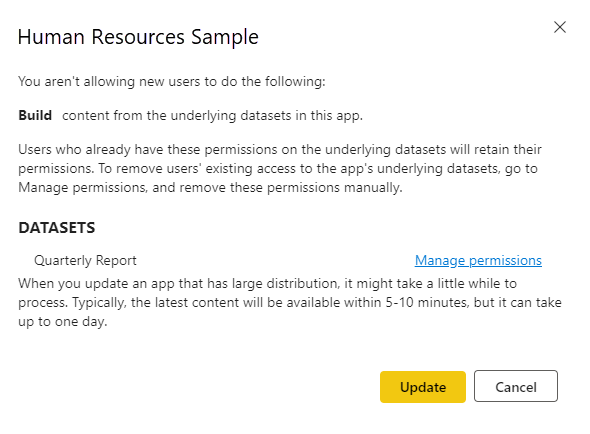 Human Resources Sample
You aren't allowing new users to do the following:
Build content from the underlying datasets in this app.
Users who already have these permissions on the underlying datasets will retain their
permissions. To remove users' existing access to the app's underlying datasets, go to
Manage permissions, and remove these permissions manually.
DATASETS
Quarterly Report Manage permissions
When you update an app that has large distribution, it might take a little while to
process. Typically, the latest content will be available within 5-10 minutes, but it can take
up to one day.
Update Cancel